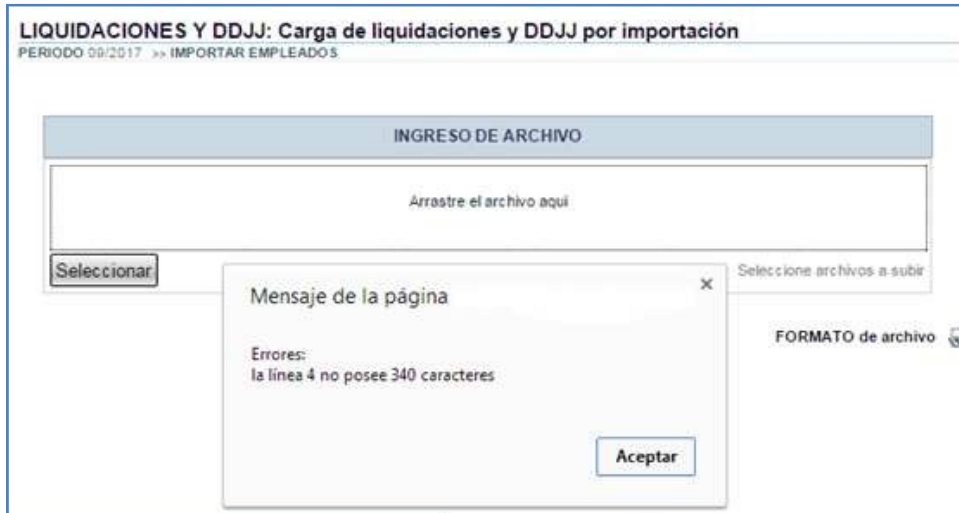 LIQUIDACIONES Y DDJJ: Carga de liquidaciones y DDJJ por importación
PERIODO 09/2017 >> IMPORTAR EMPLEADOS
INGRESO DE ARCHIVO
Arrastre el archivo aqui
Seleccionar
Seleccione archivos a subir
Mensaje de la página
×
FORMATO de archivo
Errores:
la línea 4 no posee 340 caracteres
Aceptar